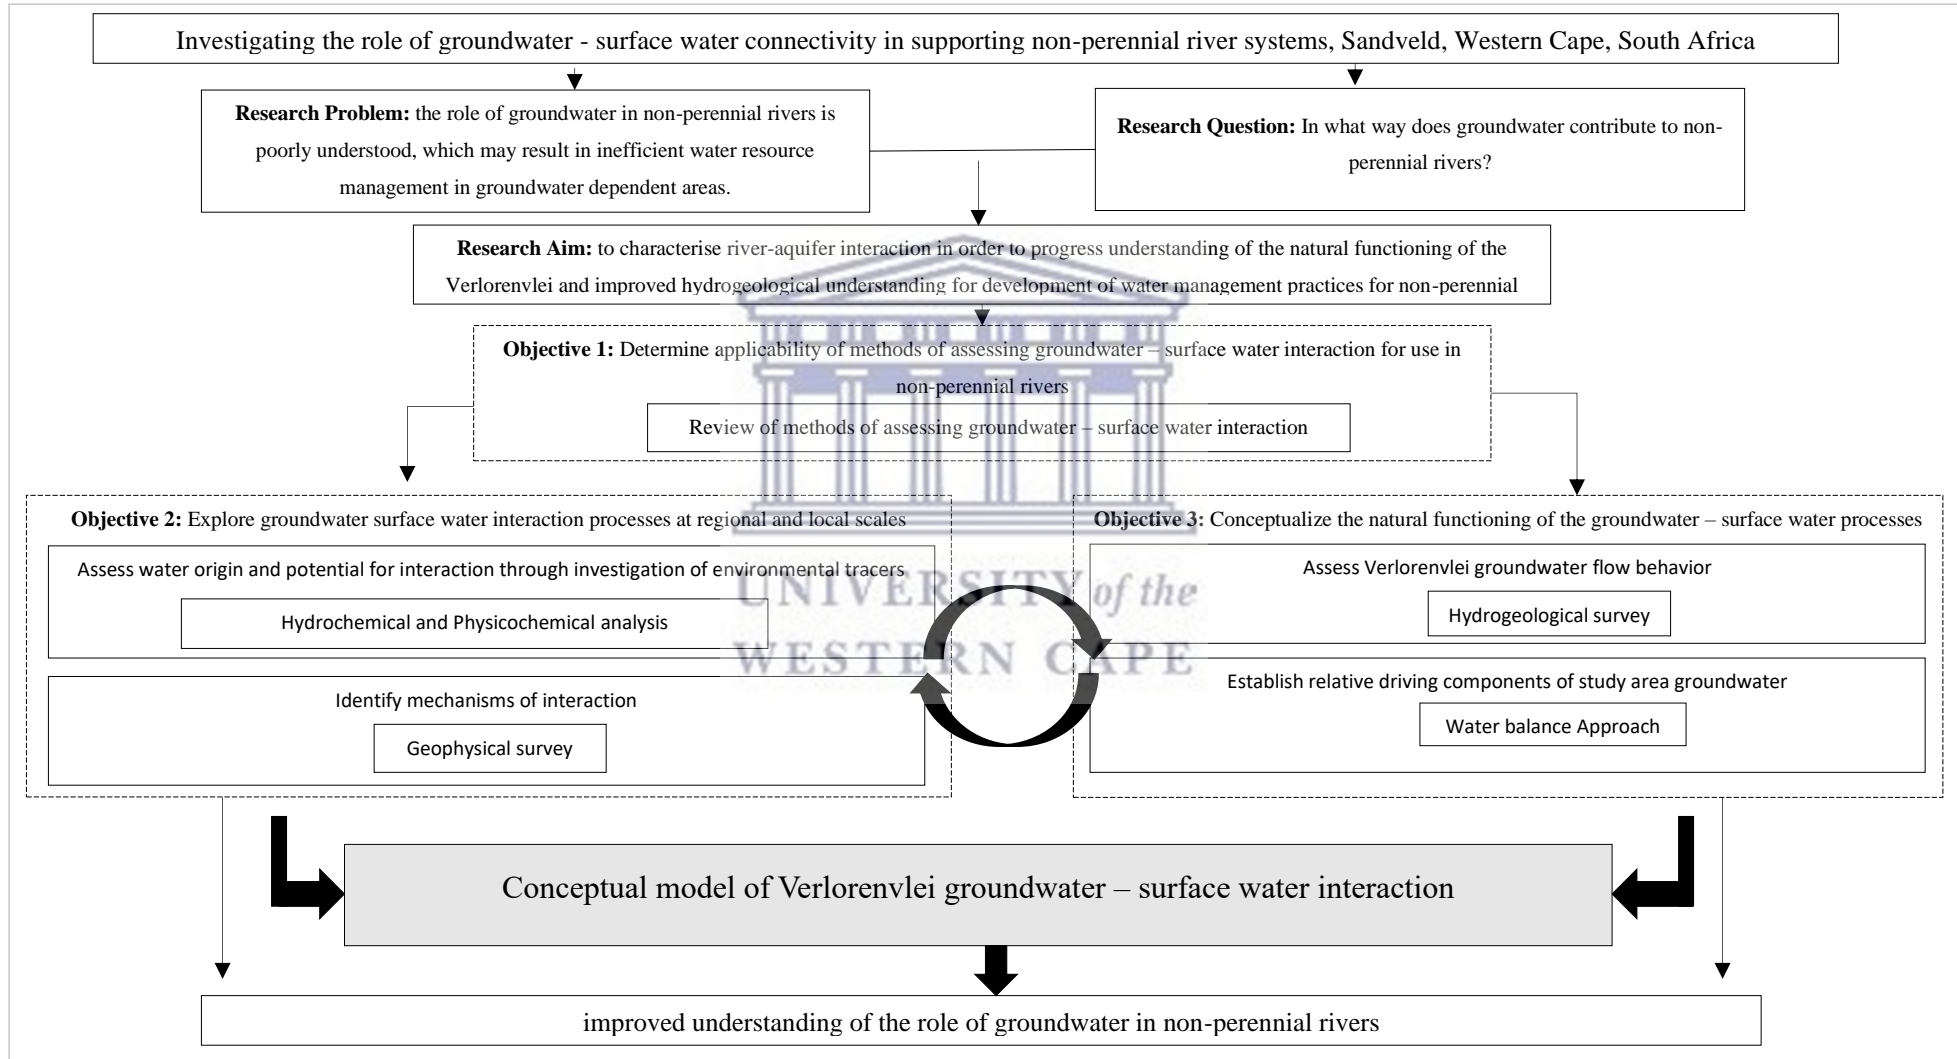 Investigating the role of groundwater - surface water connectivity in supporting non-perennial river systems, Sandveld, Western Cape, South Africa
Research Problem: the role of groundwater in non-perennial rivers is
poorly understood, which may result in inefficient water resource
management in groundwater dependent areas.
Research Question: In what way does groundwater contribute to non-
perennial rivers?
Research Aim: to characterise river-aquifer interaction in order to progress understanding of the natural functioning of the
Verlorenvlei and improved hydrogeological understanding for development of water management practices for non-perennial
Objective 1: Determine applicability of methods of assessing groundwater – surface water interaction for use in
non-perennial rivers
Review of methods of assessing groundwater – surface water interaction
Objective 2: Explore groundwater surface water interaction processes at regional and local scales
Assess water origin and potential for interaction through investigation of environmental tracers
Hydrochemical and Physicochemical analysis
Identify mechanisms of interaction
Geophysical survey
Objective 3: Conceptualize the natural functioning of the groundwater – surface water processes
Assess Verlorenvlei groundwater flow behavior
Hydrogeological survey
Establish relative driving components of study area groundwater
Water balance Approach
UNIVERSITY of the
WESTERN CAPE
Conceptual model of Verlorenvlei groundwater – surface water interaction
improved understanding of the role of groundwater in non-perennial rivers